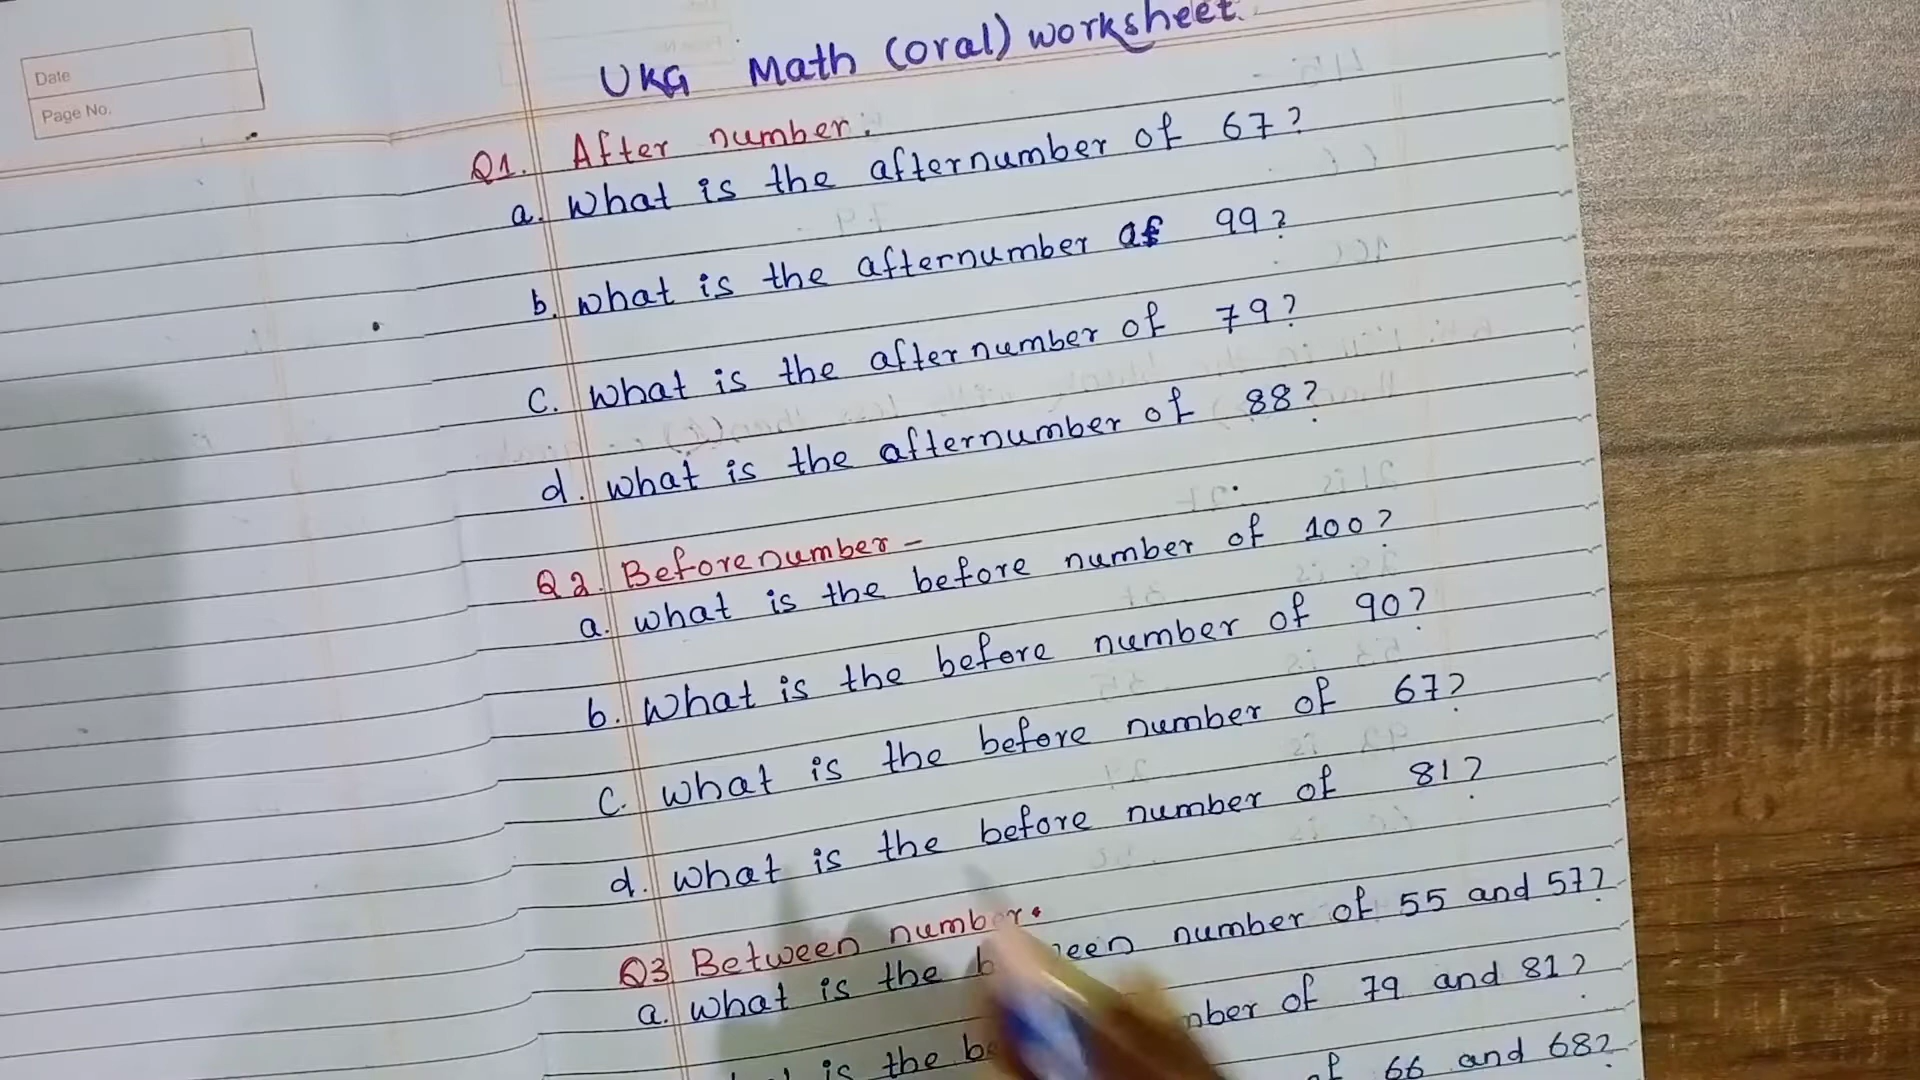 Date
Page No.
UKG Math (oral) worksheet.
Q1. After number.
a. What is the afternumber of 67?
b. What is the afternumber of 99?
c. What is the afternumber of 79?
d. What is the afternumber of 88?
Q2. Before number -
a. What is the before number of 100?
b. What is the before number of 90?
c. What is the before number of 67?
d. What is the before number of 81?
Q3 Between number.
a. What is the number of 55 and 57?
is the of 79 and 81?
of 66 and 68?